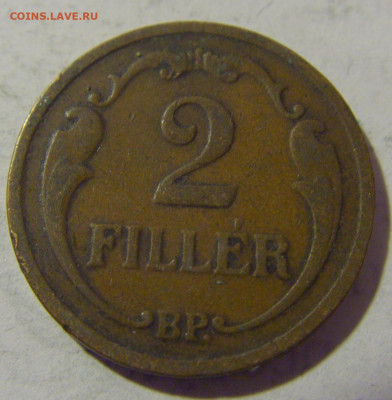 COINS.LAVE.RU
2
FILLÉR
BP.